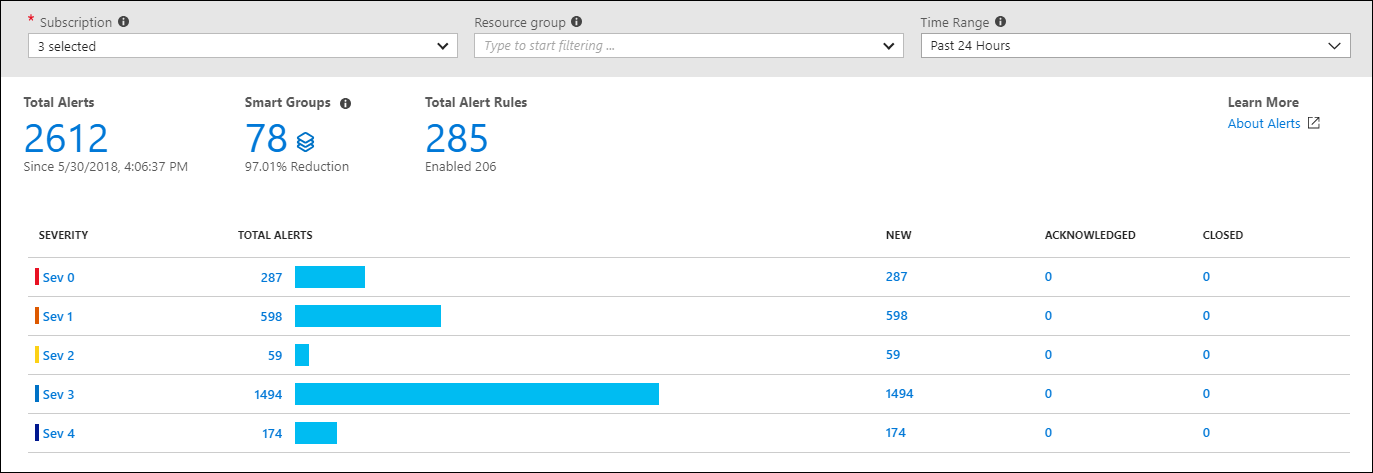 * Subscription Resource group Time Range
3 selected Type to start filtering ... Past 24 Hours
Total Alerts Smart Groups Total Alert Rules Learn More
2612 78 285 About Alerts
Since 5/30/2018, 4:06:37 PM 97.01% Reduction Enabled 206
SEVERITY TOTAL ALERTS NEW ACKNOWLEDGED CLOSED
Sev 0 287 287 0 0
Sev 1 598 598 0 0
Sev 2 59 59 0 0
Sev 3 1494 1494 0 0
Sev 4 174 174 0 0